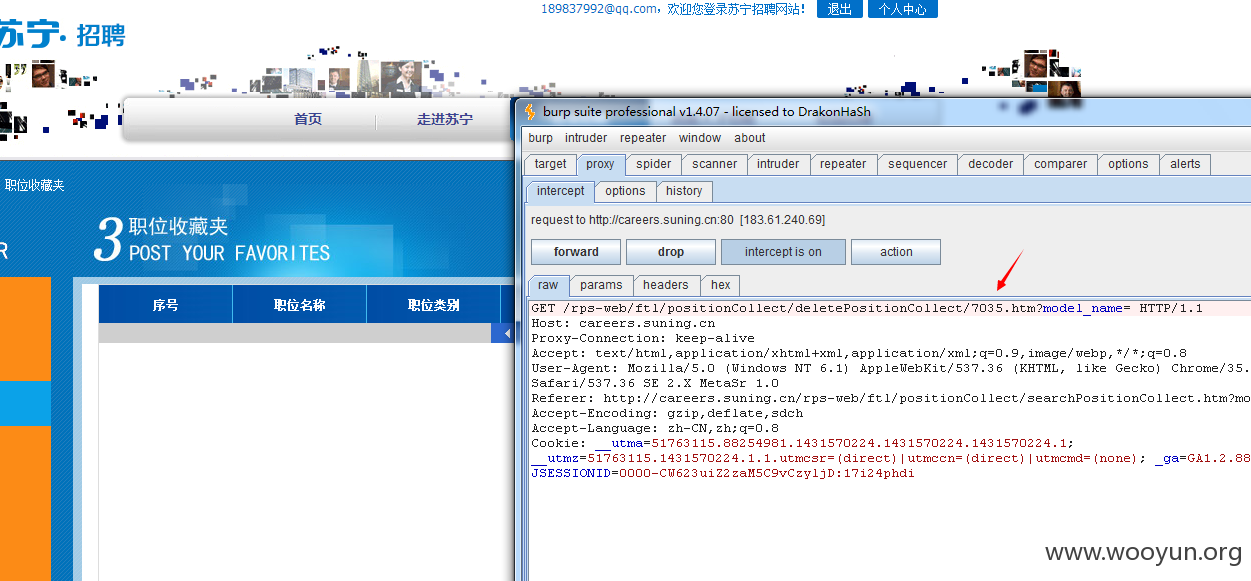 189837992@qq.com，欢迎您登录苏宁招聘网站！ 退出 个人中心
苏宁·招聘
首页 走进苏宁
职位收藏夹
R
3 职位收藏夹
POST YOUR FAVORITES
序号 职位名称 职位类别
burp suite professional v1.4.07 - licensed to DrakonHaSh
burp intruder repeater window about
target proxy spider scanner intruder repeater sequencer decoder comparer options alerts
intercept options history
request to http://careers.suning.cn:80 [183.61.240.69]
forward drop intercept is on action
raw params headers hex
GET /rps-web/ftl/positionCollect/deletePositionCollect/7035.htm?model_name= HTTP/1.1
Host: careers.suning.cn
Proxy-Connection: keep-alive
Accept: text/html,application/xhtml+xml,application/xml;q=0.9,image/webp,*/*;q=0.8
User-Agent: Mozilla/5.0 (Windows NT 6.1) AppleWebKit/537.36 (KHTML, like Gecko) Chrome/35.
Safari/537.36 SE 2.X MetaSr 1.0
Referer: http://careers.suning.cn/rps-web/ftl/positionCollect/searchPositionCollect.htm?mo
Accept-Encoding: gzip,deflate,sdch
Accept-Language: zh-CN,zh;q=0.8
Cookie: __utma=51763115.88254981.1431570224.1431570224.1431570224.1;
__utmz=51763115.1431570224.1.1.utmcsr=(direct)|utmccn=(direct)|utmcmd=(none); _ga=GA1.2.88
JSESSIONID=0000-CW623uiZ2zaM5C9vCzyljD:17i24phdi
www.wooyun.org